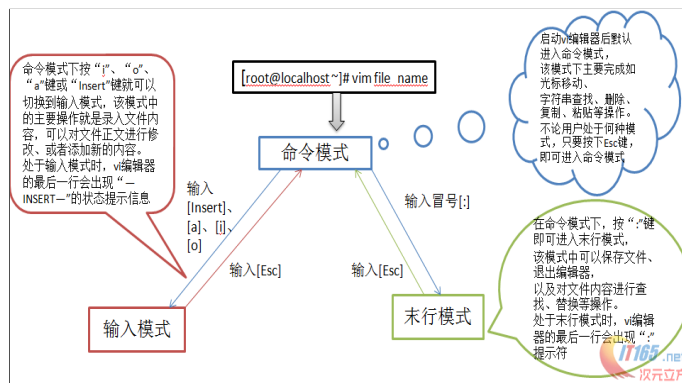 命令模式下按“i”、“o”、
“a”键或“Insert”键就可以
切换到输入模式，该模式中
的主要操作就是录入文件内
容，可以对文件正文进行修
改、或者添加新的内容。
处于输入模式时，vi编辑器
的最后一行会出现“—
INSERT—”的状态提示信息
[root@localhost ~]# vim file_name
启动vi编辑器后默认
进入命令模式，
该模式下主要完成如
光标移动、
字符串查找、删除、
复制、粘贴等操作。
不论用户处于何种模
式，只要按下Esc键，
即可进入命令模式
命令模式
输入
[Insert]、
[a]、[i]、
[o]
输入[Esc]
输入冒号[:]
输入[Esc]
在命令模式下，按“:”键
即可进入末行模式，
该模式中可以保存文件、
退出编辑器，
以及对文件内容进行查
找、替换等操作。
处于末行模式时，vi编辑
器的最后一行会出现“:”
提示符
输入模式
末行模式
IT165.net
次元立方